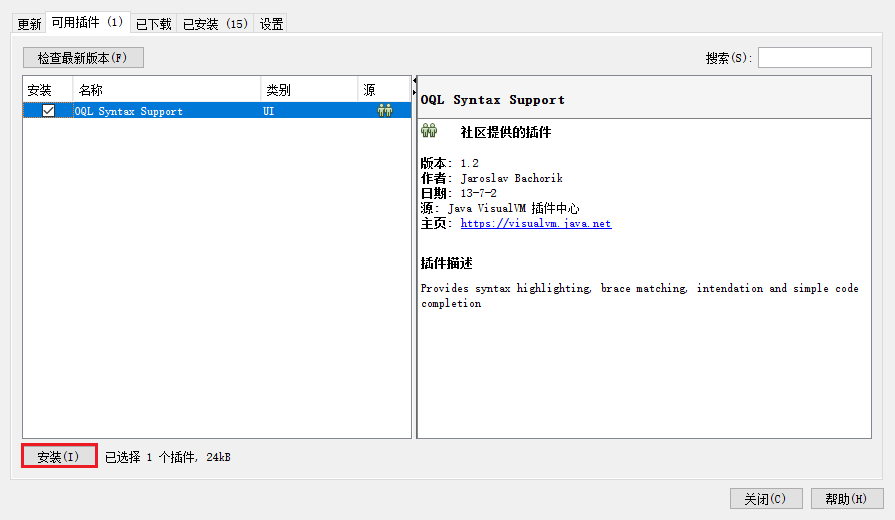 更新 可用插件 (1) 已下载 已安装 (15) 设置
检查最新版本(F) 搜索(S):
安装 名称 类别 源
OQL Syntax Support UI
OQL Syntax Support
社区提供的插件
版本: 1.2
作者: Jaroslav Bachorik
日期: 13-7-2
源: Java VisualVM 插件中心
主页: https://visualvm.java.net
插件描述
Provides syntax highlighting, brace matching, intendation and simple code
completion
安装(I) 已选择 1 个插件, 24kB
关闭(C) 帮助(H)